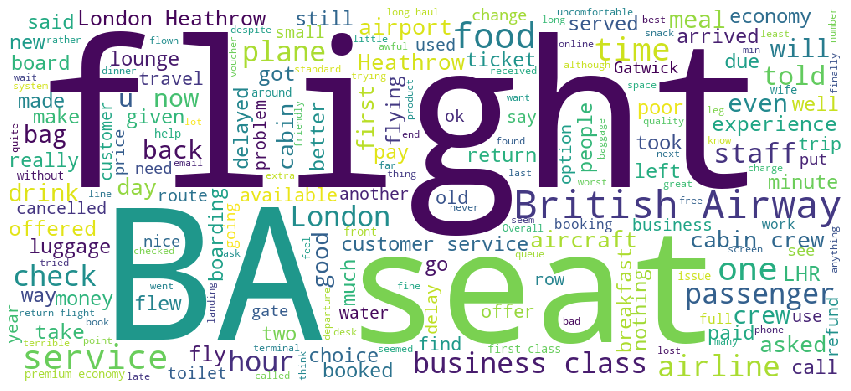 said
London Heathrow
small
still
airport
long haul
change
uncomfortable
best
economy
new
rather
flown
despite
little
awful
used
served
meal
snack
least
number
board
lounge
plane
voucher
standard
trying
food
time
arrived
min
online
although
wait
system
dinner
travel
got
Heathrow
ticket
received
Gatwick
due
will
finally
made
u
now
around
first
flying
product
want
space
leg
told
wife
make
customer
price
given
delayed
problem
cabin
ok
say
poor
quality
even
well
quite
bag
help
lot
friendly
better
end
found
option
people
baggage
experience
really
need
email
back
pay
far
thing
return
last
next
took
know
trip
without
line
extra
flight
staff
left
put
drink
day
route
available
another
old
never
seem
worst
great
charge
minute
cancelled
going
London
British Airway
offered
boarding
nice
feel
front
Overall
free
booking
business
work
anything
luggage
tried
checked
ask
good
customer service
queue
aircraft
cabin crew
screen
check
went
landing
much
go
issue
see
one
LHR
way
money
flew
BA
seat
departure
fine
delay
row
breakfast
nothing
passenger
year
return flight
book
gate
water
offer
bad
full
crew
use
refund
take
two
desk
find
paid
phone
asked
terrible
point
terminal
seemed
first class
lost
many
service
fly
hour
choice
business class
airline
call
premium economy
late
toilet
called
think
booked